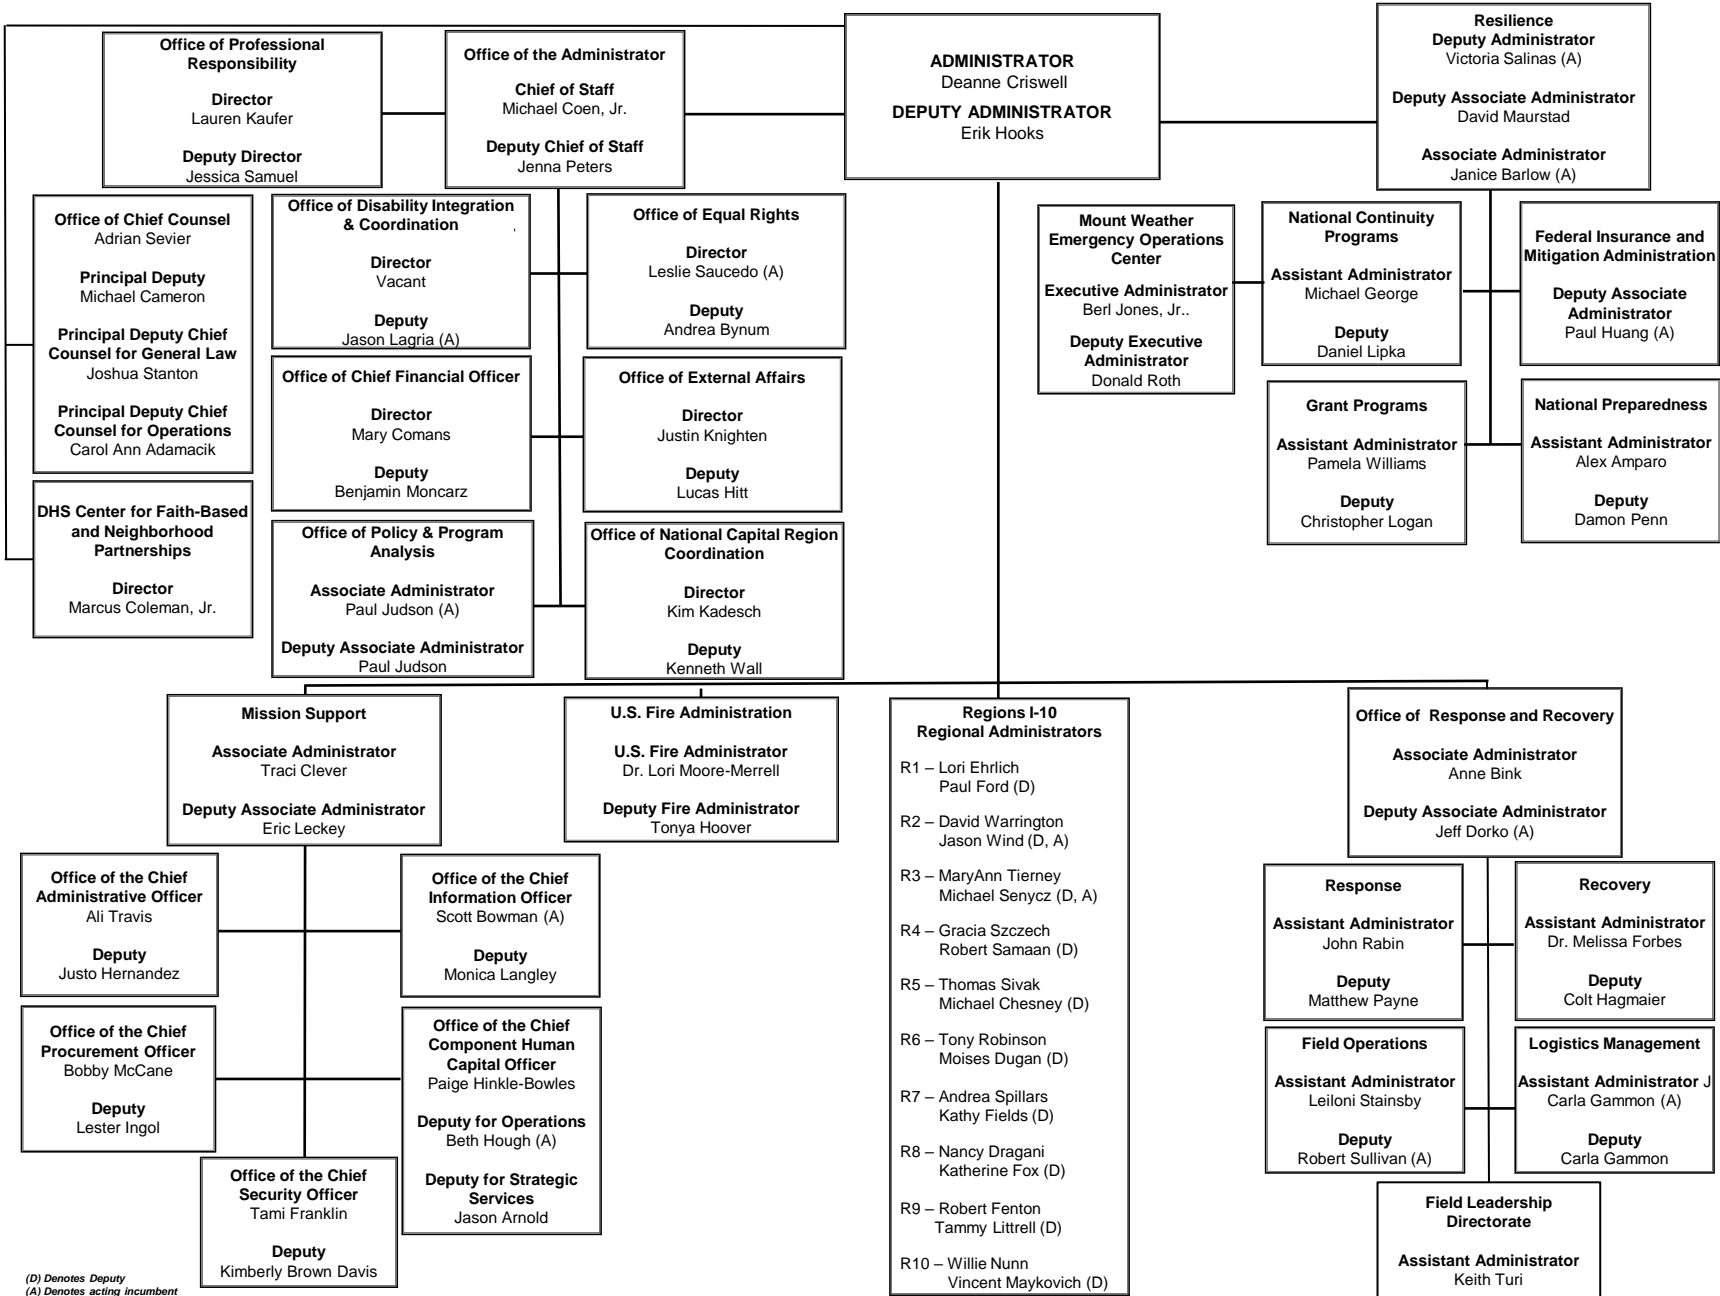 Office of Professional
Responsibility
Director
Lauren Kaufer
Deputy Director
Jessica Samuel
Office of the Administrator
Chief of Staff
Michael Coen, Jr.
Deputy Chief of Staff
Jenna Peters
ADMINISTRATOR
Deanne Criswell
DEPUTY ADMINISTRATOR
Erik Hooks
Resilience
Deputy Administrator
Victoria Salinas (A)
Deputy Associate Administrator
David Maurstad
Associate Administrator
Janice Barlow (A)
Office of Chief Counsel
Adrian Sevier
Principal Deputy
Michael Cameron
Principal Deputy Chief
Counsel for General Law
Joshua Stanton
Principal Deputy Chief
Counsel for Operations
Carol Ann Adamacik
DHS Center for Faith-Based
and Neighborhood
Partnerships
Director
Marcus Coleman, Jr.
Office of Disability Integration
& Coordination
Director
Vacant
Deputy
Jason Lagria (A)
Office of Equal Rights
Director
Leslie Saucedo (A)
Deputy
Andrea Bynum
Office of Chief Financial Officer
Director
Mary Comans
Deputy
Benjamin Moncarz
Office of External Affairs
Director
Justin Knighten
Deputy
Lucas Hitt
Office of Policy & Program
Analysis
Associate Administrator
Paul Judson (A)
Deputy Associate Administrator
Paul Judson
Office of National Capital Region
Coordination
Director
Kim Kadesch
Deputy
Kenneth Wall
Mount Weather
Emergency Operations
Center
Executive Administrator
Berl Jones, Jr..
Deputy Executive
Administrator
Donald Roth
National Continuity
Programs
Assistant Administrator
Michael George
Deputy
Daniel Lipka
Federal Insurance and
Mitigation Administration
Deputy Associate
Administrator
Paul Huang (A)
Grant Programs
Assistant Administrator
Pamela Williams
Deputy
Christopher Logan
National Preparedness
Assistant Administrator
Alex Amparo
Deputy
Damon Penn
Mission Support
Associate Administrator
Traci Clever
Deputy Associate Administrator
Eric Leckey
U.S. Fire Administration
U.S. Fire Administrator
Dr. Lori Moore-Merrell
Deputy Fire Administrator
Tonya Hoover
Regions I-10
Regional Administrators
R1 – Lori Ehrlich
Paul Ford (D)
R2 – David Warrington
Jason Wind (D, A)
R3 – MaryAnn Tierney
Michael Senycz (D, A)
R4 – Gracia Szczech
Robert Samaan (D)
R5 – Thomas Sivak
Michael Chesney (D)
R6 – Tony Robinson
Moises Dugan (D)
R7 – Andrea Spillars
Kathy Fields (D)
R8 – Nancy Dragani
Katherine Fox (D)
R9 – Robert Fenton
Tammy Littrell (D)
R10 – Willie Nunn
Vincent Maykovich (D)
Office of Response and Recovery
Associate Administrator
Anne Bink
Deputy Associate Administrator
Jeff Dorko (A)
Office of the Chief
Administrative Officer
Ali Travis
Deputy
Justo Hernandez
Office of the Chief
Information Officer
Scott Bowman (A)
Deputy
Monica Langley
Office of the Chief
Procurement Officer
Bobby McCane
Deputy
Lester Ingol
Office of the Chief
Component Human
Capital Officer
Paige Hinkle-Bowles
Deputy for Operations
Beth Hough (A)
Deputy for Strategic
Services
Jason Arnold
Office of the Chief
Security Officer
Tami Franklin
Deputy
Kimberly Brown Davis
Response
Assistant Administrator
John Rabin
Deputy
Matthew Payne
Recovery
Assistant Administrator
Dr. Melissa Forbes
Deputy
Colt Hagmaier
Field Operations
Assistant Administrator
Leiloni Stainsby
Deputy
Robert Sullivan (A)
Logistics Management
Assistant Administrator J
Carla Gammon (A)
Deputy
Carla Gammon
Field Leadership
Directorate
Assistant Administrator
Keith Turi
(D) Denotes Deputy
(A) Denotes acting incumbent